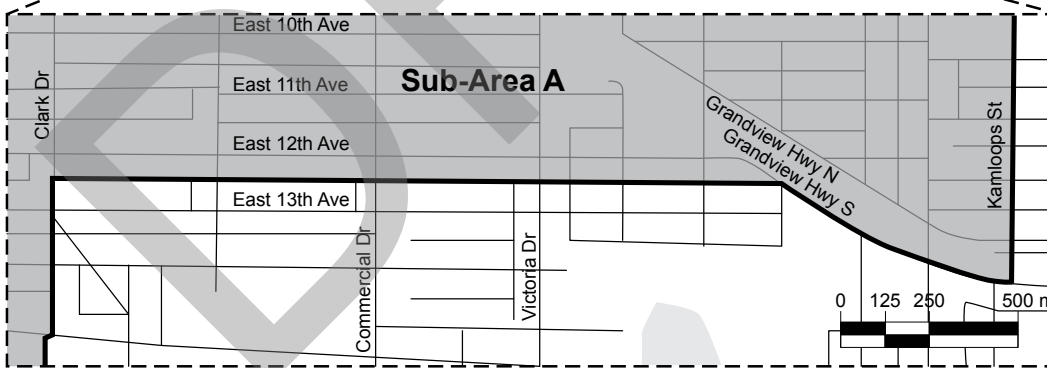 East 10th Ave
Sub-Area A
East 11th Ave
Clark Dr
East 12th Ave
Grandview Hwy N
Grandview Hwy S
Kamloops St
East 13th Ave
Commercial Dr
Victoria Dr
0 125 250 500 m